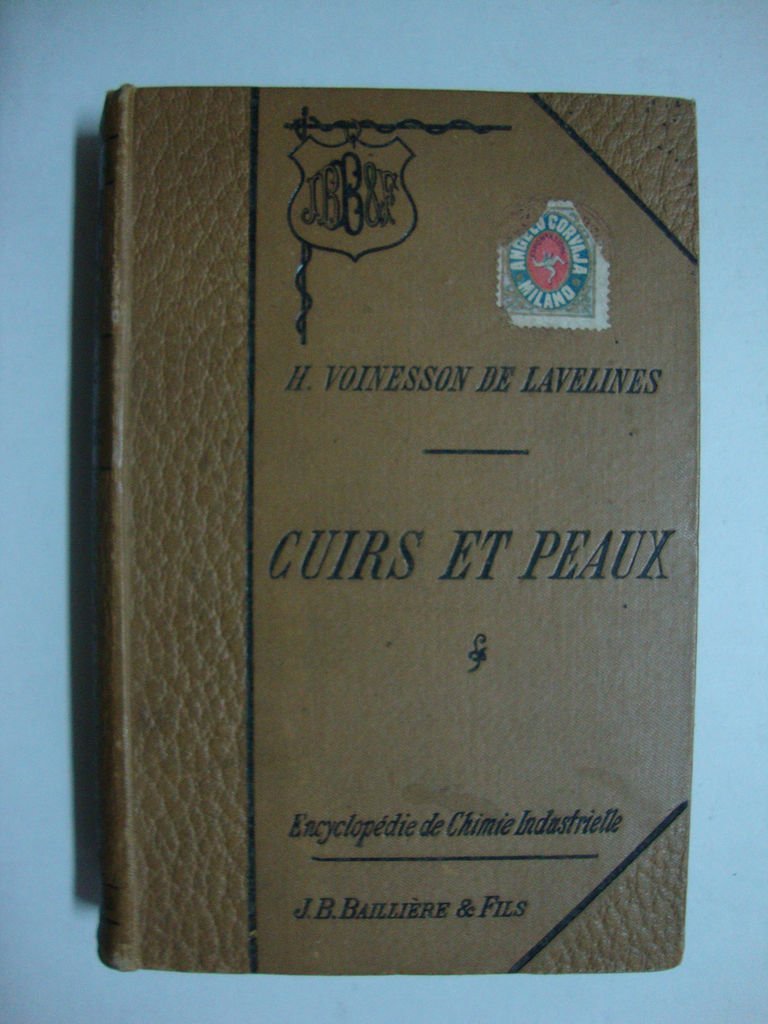 J.B.B&F
ANGELO CORVAJA
MILANO
H. VOINESSON DE LAVELINES
CUIRS ET PEAUX
Encyclopédie de Chimie Industrielle
J. B. BAILLIÈRE & FILS